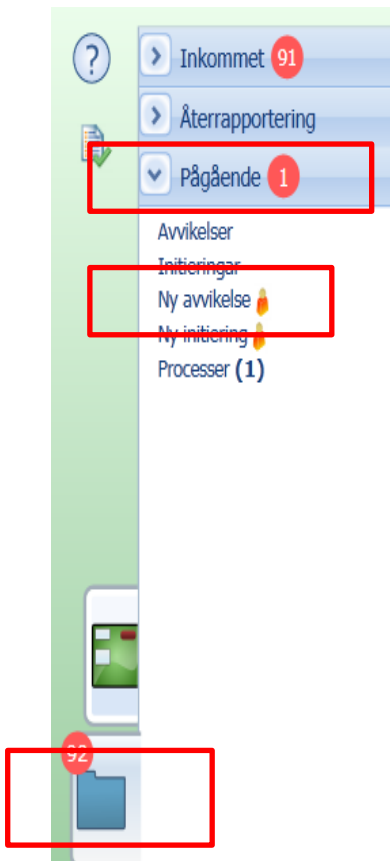 ?
Inkommet 91
Återrapportering
Pågående 1
Avvikelser
Initieringar
Ny avvikelse
Ny initiering
Processer (1)
92